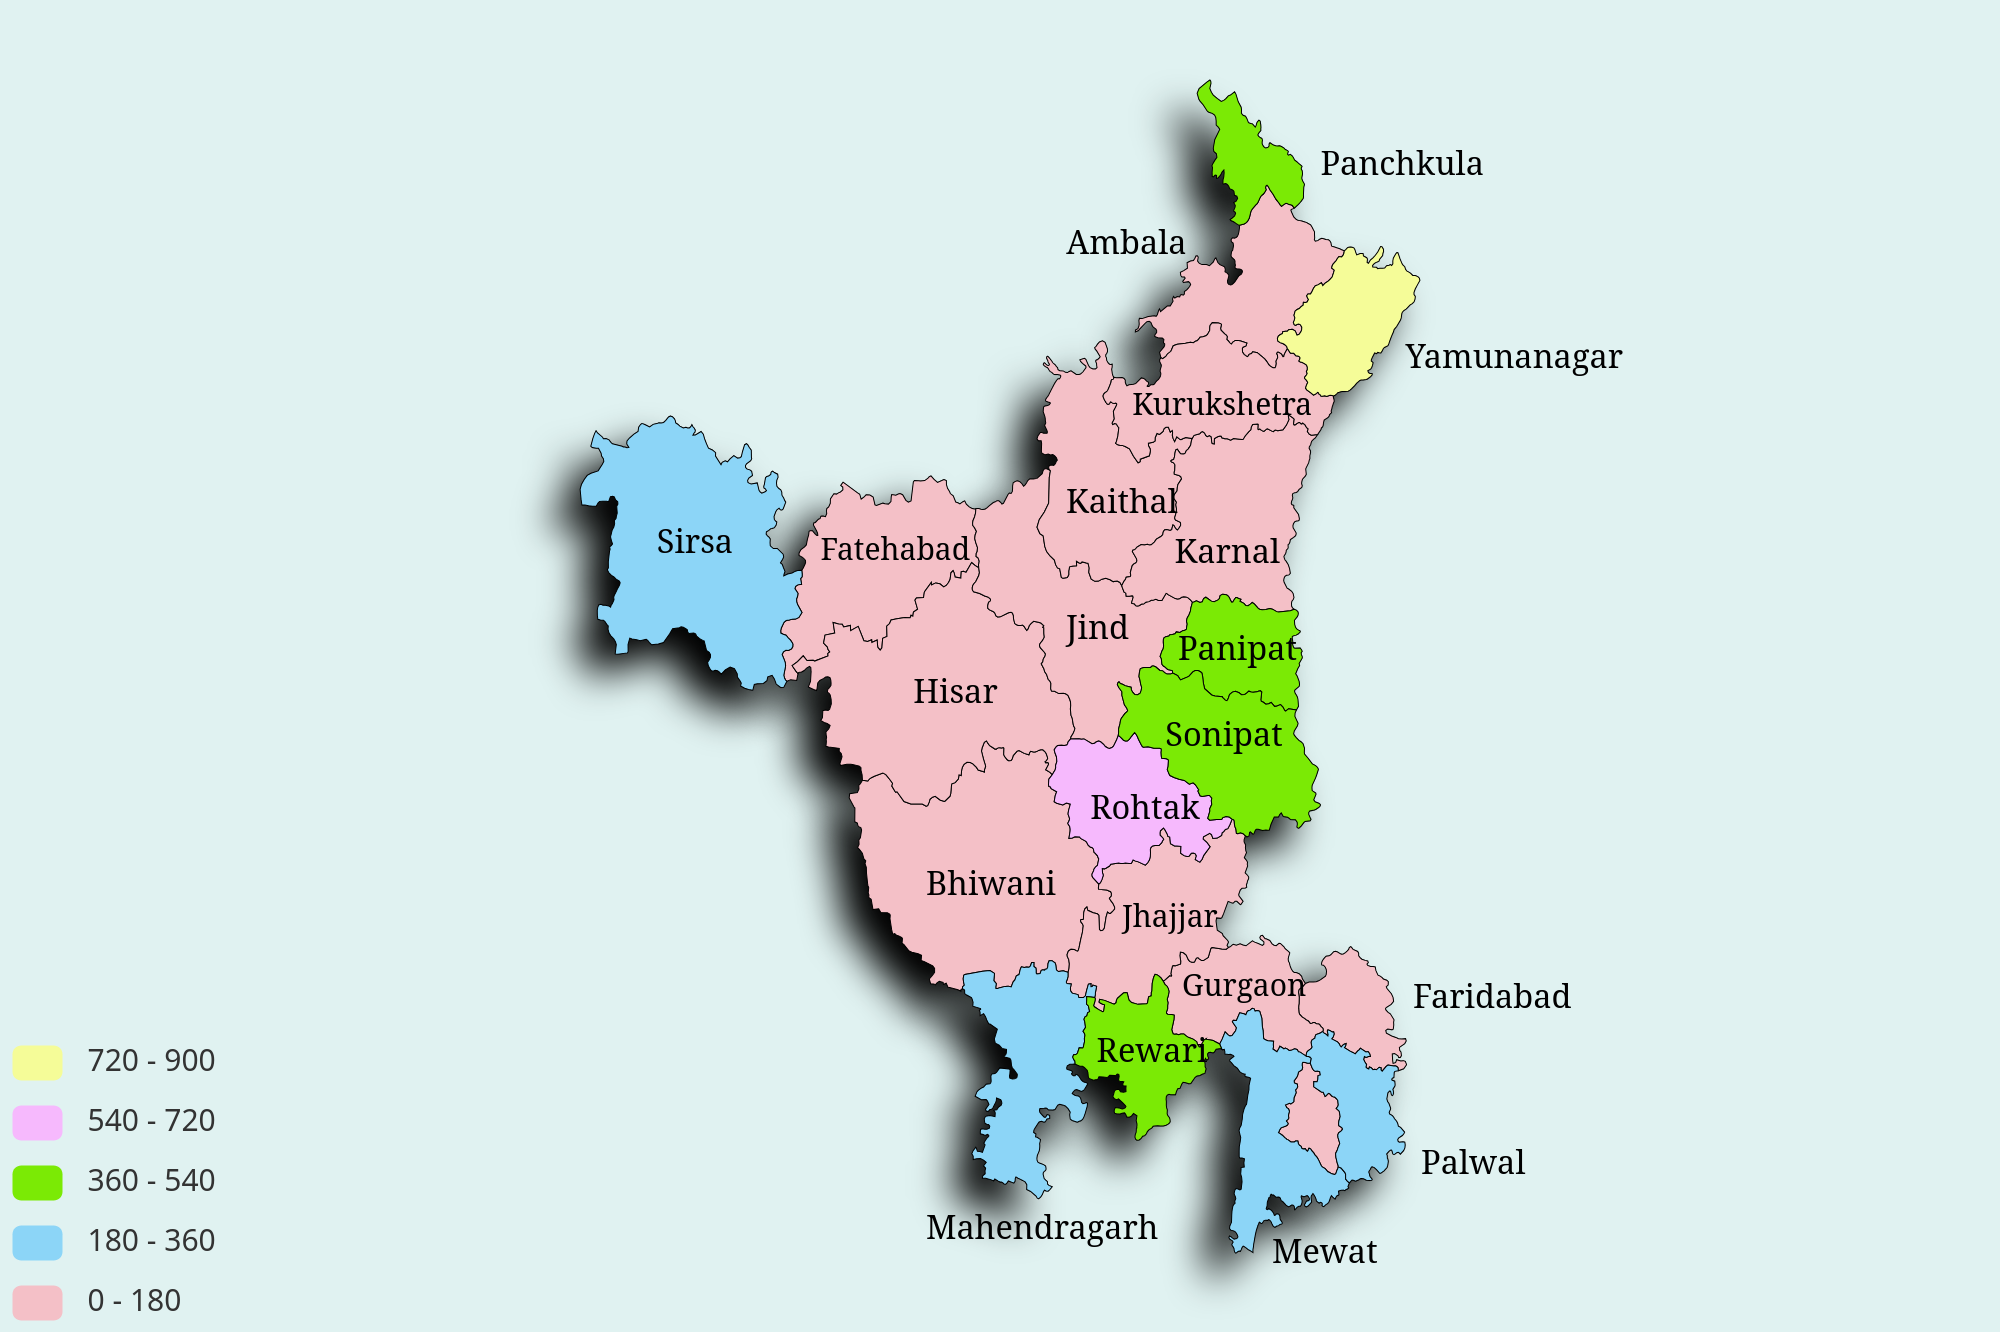 Panchkula
Ambala
Yamunanagar
Kurukshetra
Kaithal
Sirsa
Fatehabad
Karnal
Jind
Panipat
Hisar
Sonipat
Rohtak
Bhiwani
Jhajjar
Gurgaon
Faridabad
Rewari
Palwal
Mahendragarh
Mewat
720 - 900
540 - 720
360 - 540
180 - 360
0 - 180